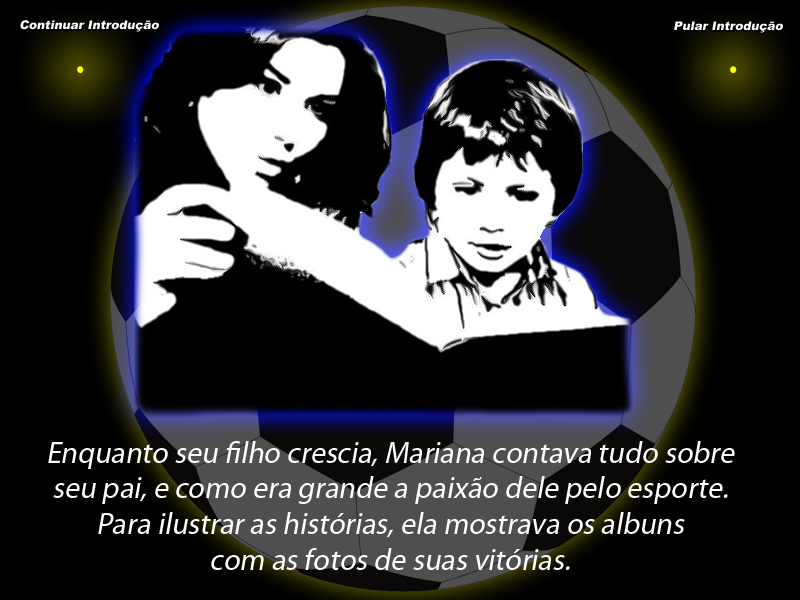 Continuar Introdução
Pular Introdução
Enquanto seu filho crescia, Mariana contava tudo sobre
seu pai, e como era grande a paixão dele pelo esporte.
Para ilustrar as histórias, ela mostrava os albuns
com as fotos de suas vitórias.